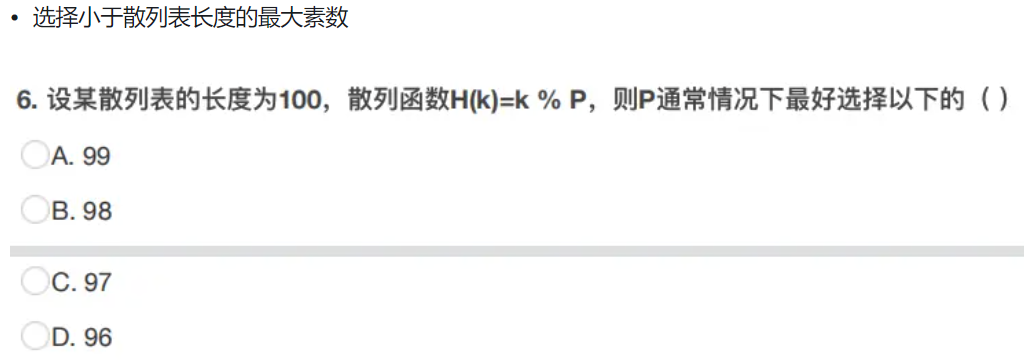 • 选择小于散列表长度的最大素数
6. 设某散列表的长度为100，散列函数H(k)=k % P，则P通常情况下最好选择以下的（ ）
A. 99
B. 98
C. 97
D. 96